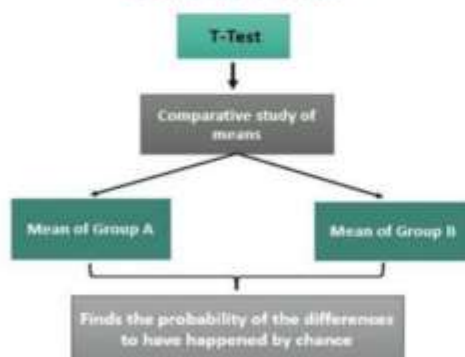 T-Test
Comparative study of
means
Mean of Group A
Mean of Group B
Finds the probability of the differences
to have happened by chance